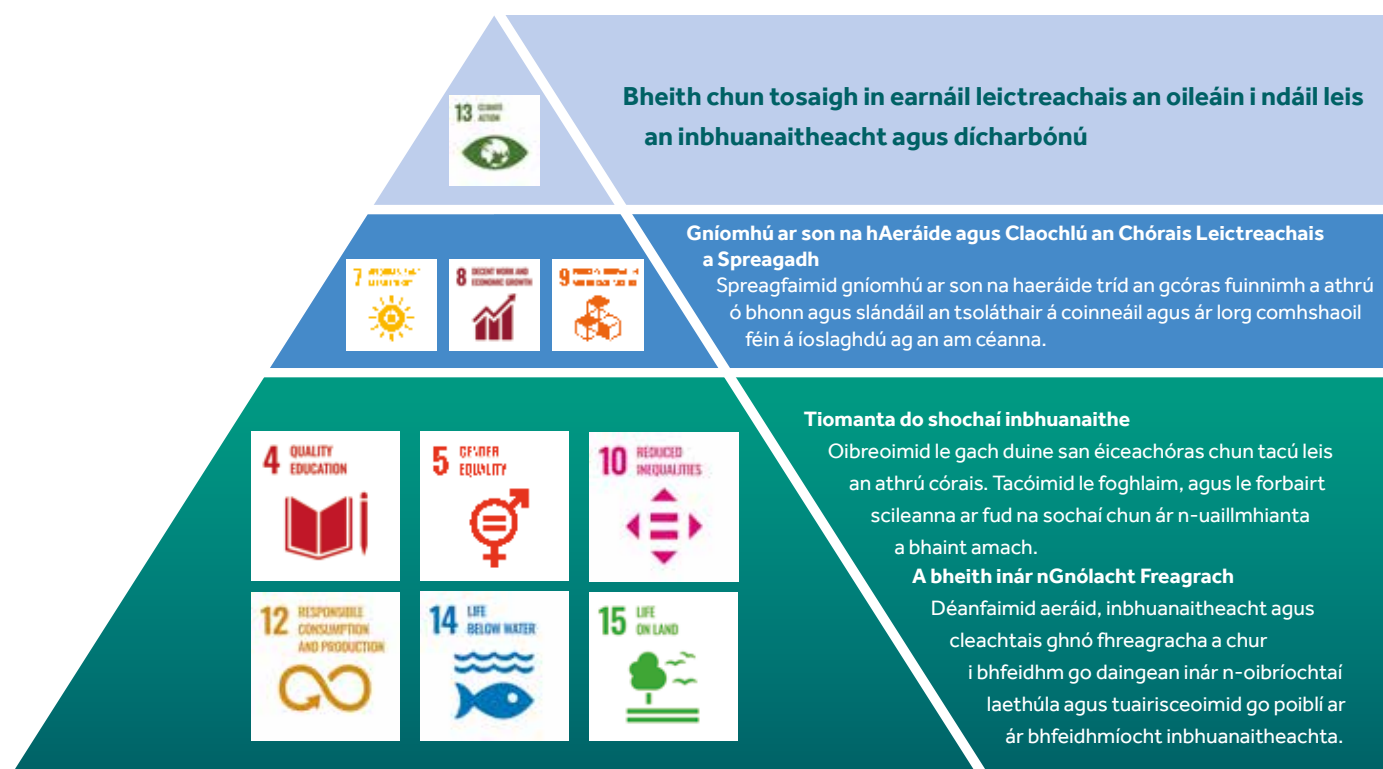 13 CLIMATE
ACTION
Bheith chun tosaigh in earnáil leictreachais an oileáin i ndáil leis
an inbhuanaitheacht agus dícharbónú
7
8 DECENT WORK AND
ECONOMIC GROWTH
9
Gníomhú ar son na hAeráide agus Claochlú an Chórais Leictreachais
a Spreagadh
Spreagfaimid gníomhú ar son na haeráide tríd an gcóras fuinnimh a athrú
ó bhonn agus slándáil an tsoláthair á coinneáil agus ár lorg comhshaoil
féin á íoslaghdú ag an am céanna.
4 QUALITY
EDUCATION
5 GENDER
EQUALITY
10 REDUCED
INEQUALITIES
12 RESPONSIBLE
CONSUMPTION
AND PRODUCTION
14 LIFE
BELOW WATER
15 LIFE
ON LAND
Tiomanta do shochaí inbhuanaithe
Oibreoimid le gach duine san éiceachóras chun tacú leis
an athrú córais. Tacóimid le foghlaim, agus le forbairt
scileanna ar fud na sochaí chun ár n-uaillmhianta
a bhaint amach.
A bheith inár nGnólacht Freagrach
Déanfaimid aeráid, inbhuanaitheacht agus
cleachtais ghnó fhreagracha a chur
i bhfeidhm go daingean inár n-oibríochtaí
laethúla agus tuairisceoimid go poiblí ar
ár bhfeidhmíocht inbhuanaitheachta.